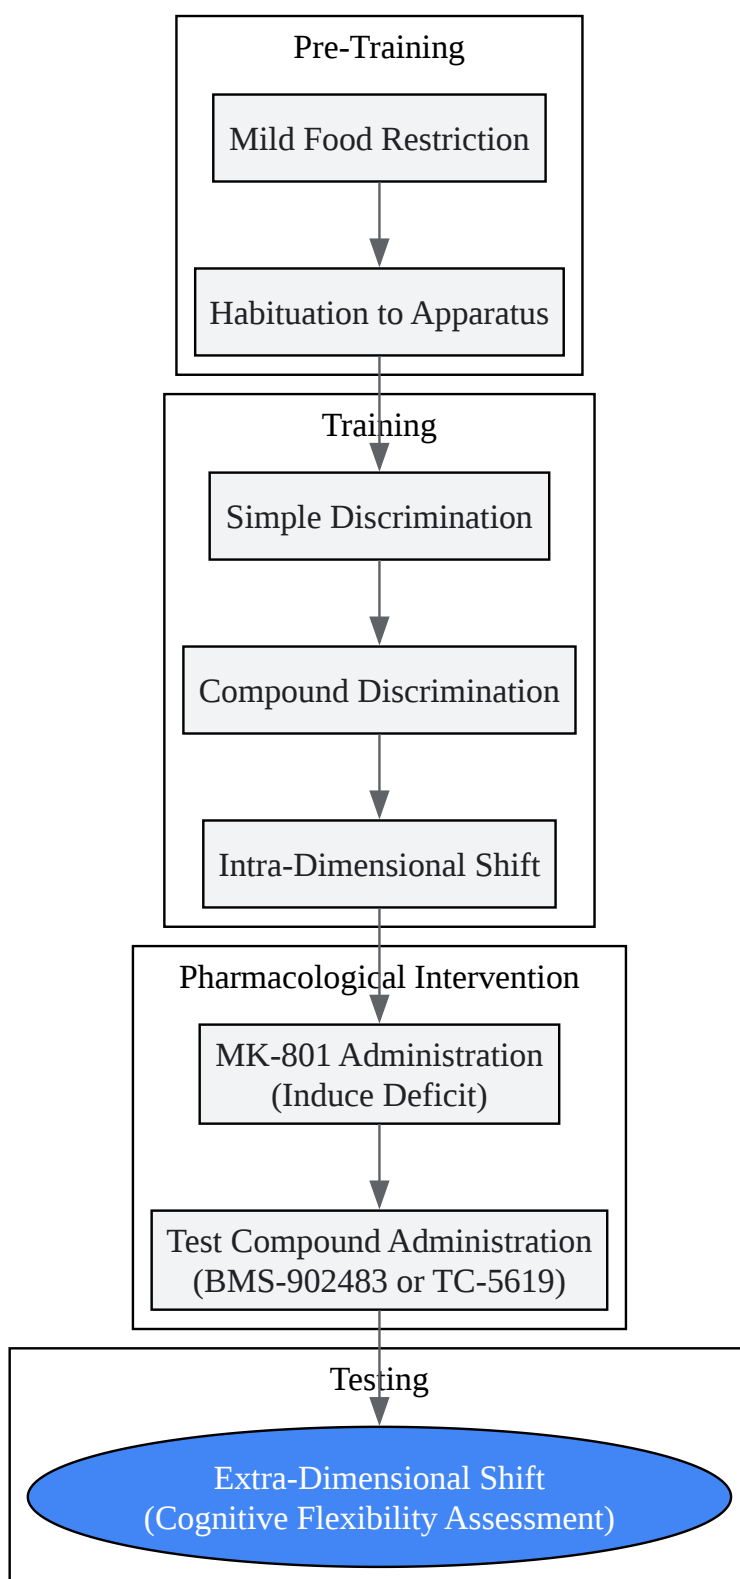 Pre-Training
Mild Food Restriction
Habituation to Apparatus
Training
Simple Discrimination
Compound Discrimination
Intra-Dimensional Shift
Pharmacological Intervention
MK-801 Administration
(Induce Deficit)
Test Compound Administration
(BMS-902483 or TC-5619)
Testing
Extra-Dimensional Shift
(Cognitive Flexibility Assessment)